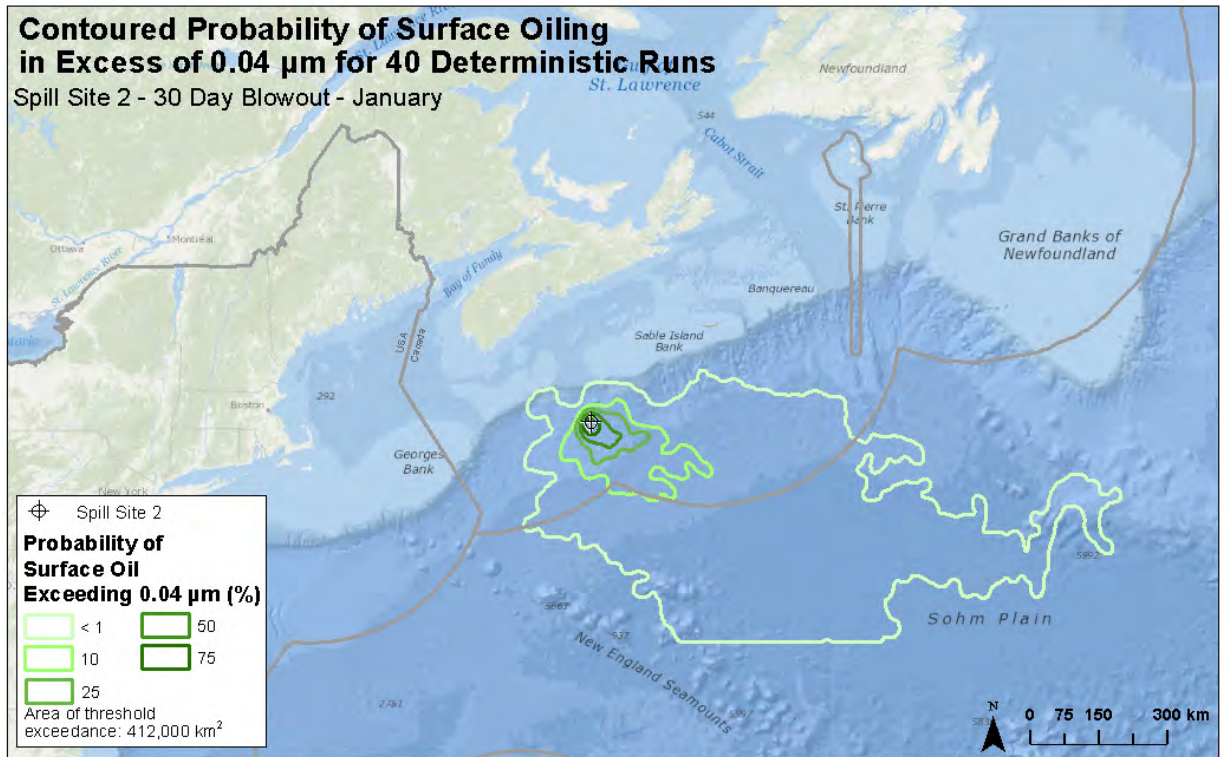 Contoured Probability of Surface Oiling
in Excess of 0.04 µm for 40 Deterministic Runs
Spill Site 2 - 30 Day Blowout - January
St. Lawrence
Newfoundland
544
Cabot Strait
St. Pierre
Bank
Grand Banks of
Newfoundland
Ottawa
Montréal
St. Lawrence River
Bay of Fundy
Banquereau
Sable Island
Bank
USA
Canada
292
Boston
Georges
Bank
New York
5992
Sohm Plain
937
New England Seamounts
Spill Site 2
Probability of
Surface Oil
Exceeding 0.04 µm (%)
< 1
50
10
75
25
Area of threshold
exceedance: 412,000 km²
N
0 75 150 300 km